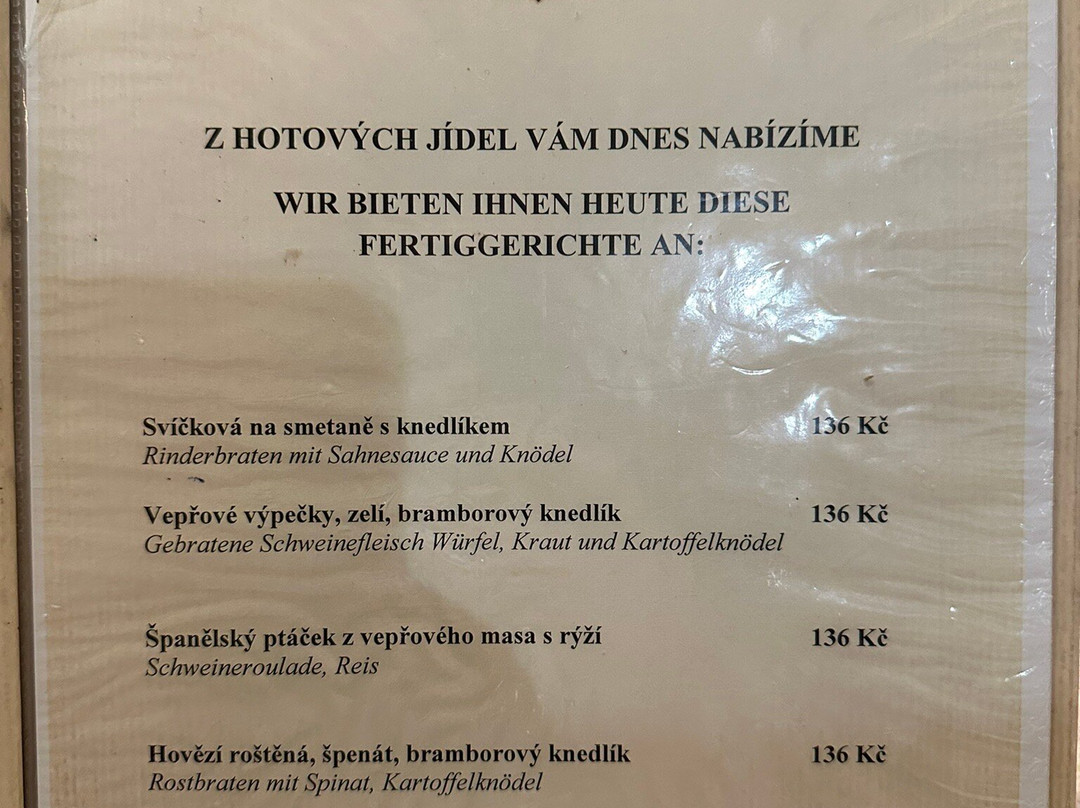 Z HOTOVÝCH JÍDEL VÁM DNES NABÍZÍME
WIR BIETEN IHNEN HEUTE DIESE
FERTIGGERICHTE AN:
Svíčková na smetaně s knedlíkem 136 Kč
Rinderbraten mit Sahnesauce und Knödel
Vepřové výpečky, zelí, bramborový knedlík 136 Kč
Gebratene Schweinefleisch Würfel, Kraut und Kartoffelknödel
Španělský ptáček z vepřového masa s rýží 136 Kč
Schweineroulade, Reis
Hovězí roštěná, špenát, bramborový knedlík 136 Kč
Rostbraten mit Spinat, Kartoffelknödel